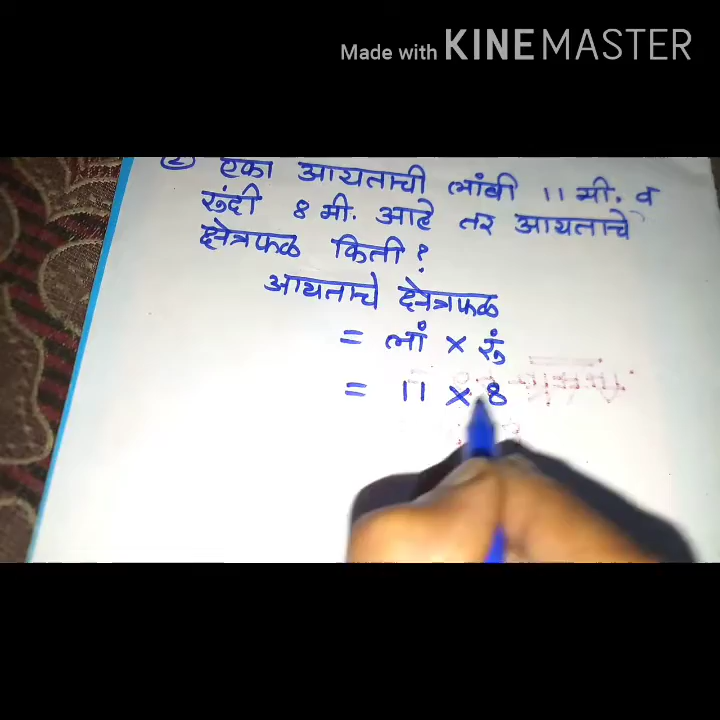 Made with KINEMASTER
(2) एका आयताची लांबी 11 मी. व
रुंदी 8 मी. आहे तर आयताचे
क्षेत्रफळ किती ?
आयताचे क्षेत्रफळ
= लां × रुं
= 11 × 8